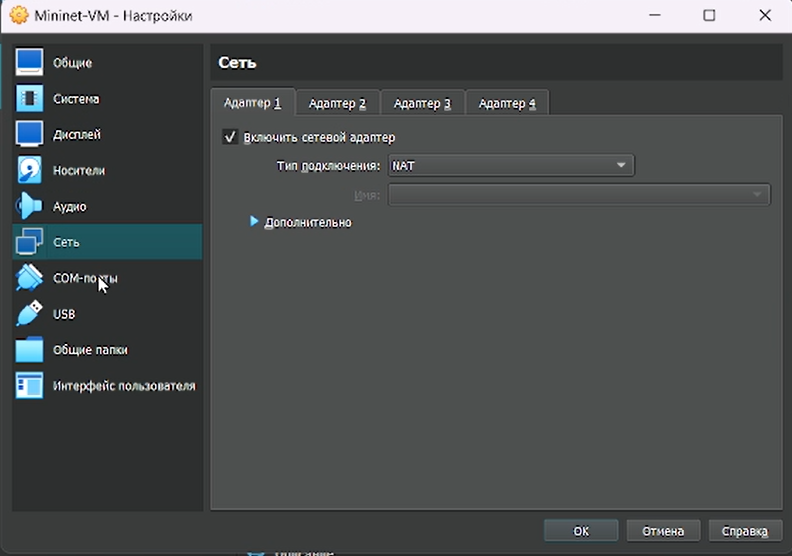 Mininet-VM - Настройки
Общие
Система
Дисплей
Носители
Аудио
Сеть
COM-порты
USB
Общие папки
Интерфейс пользователя
Сеть
Адаптер 1 Адаптер 2 Адаптер 3 Адаптер 4
Включить сетевой адаптер
Тип подключения: NAT
Имя:
Дополнительно
ОК Отмена Справка